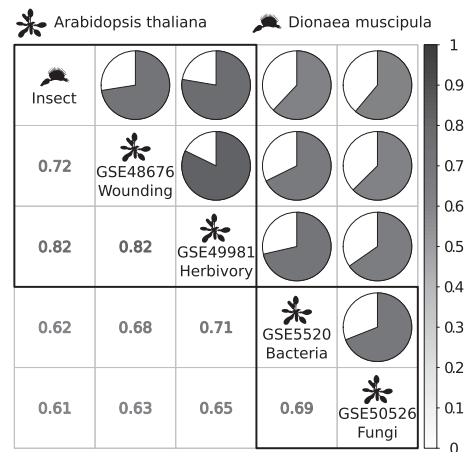 Arabidopsis thaliana Dionaea muscipula
1
Insect
0.9
0.8
0.72 GSE48676
Wounding
0.7
0.6
0.82 0.82 GSE49981
Herbivory
0.5
0.4
0.3
0.62 0.68 0.71 GSE5520
Bacteria
0.2
0.1
0.61 0.63 0.65 0.69 GSE50526
Fungi
0